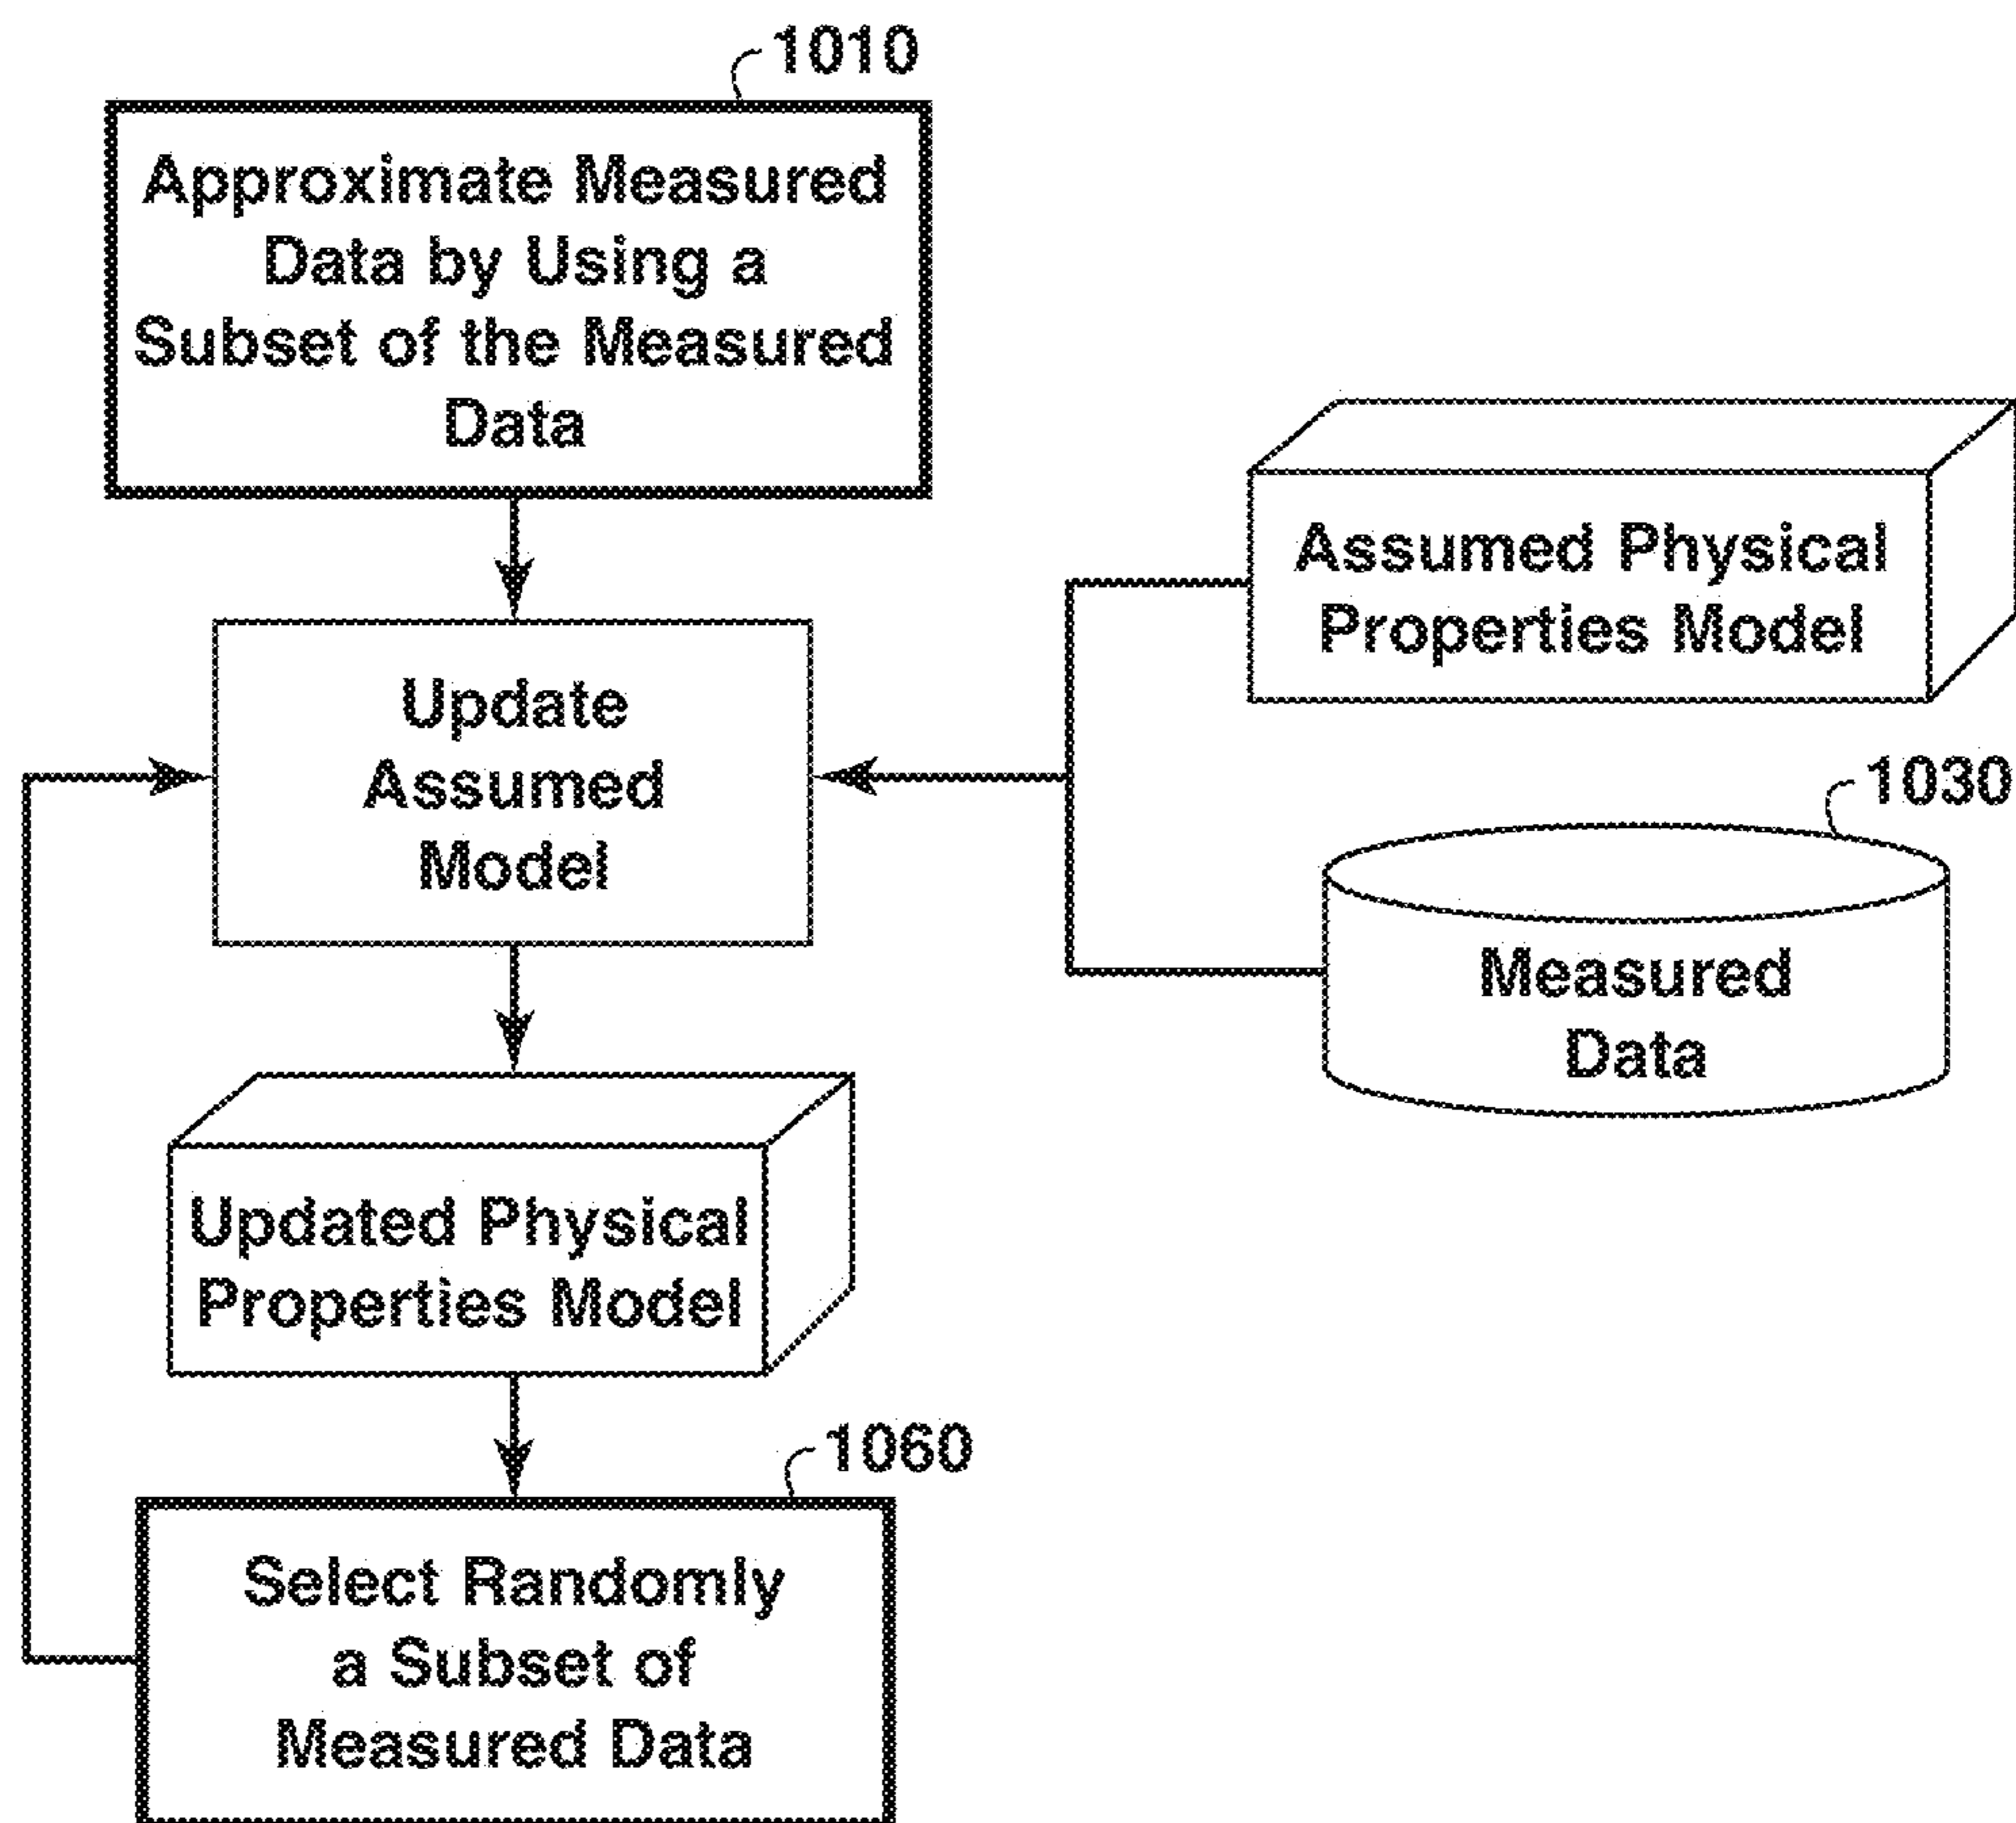 1010
Approximate Measured
Data by Using a
Subset of the Measured
Data
Assumed Physical
Properties Model
Update
Assumed
Model
1030
Measured
Data
Updated Physical
Properties Model
1060
Select Randomly
a Subset of
Measured Data